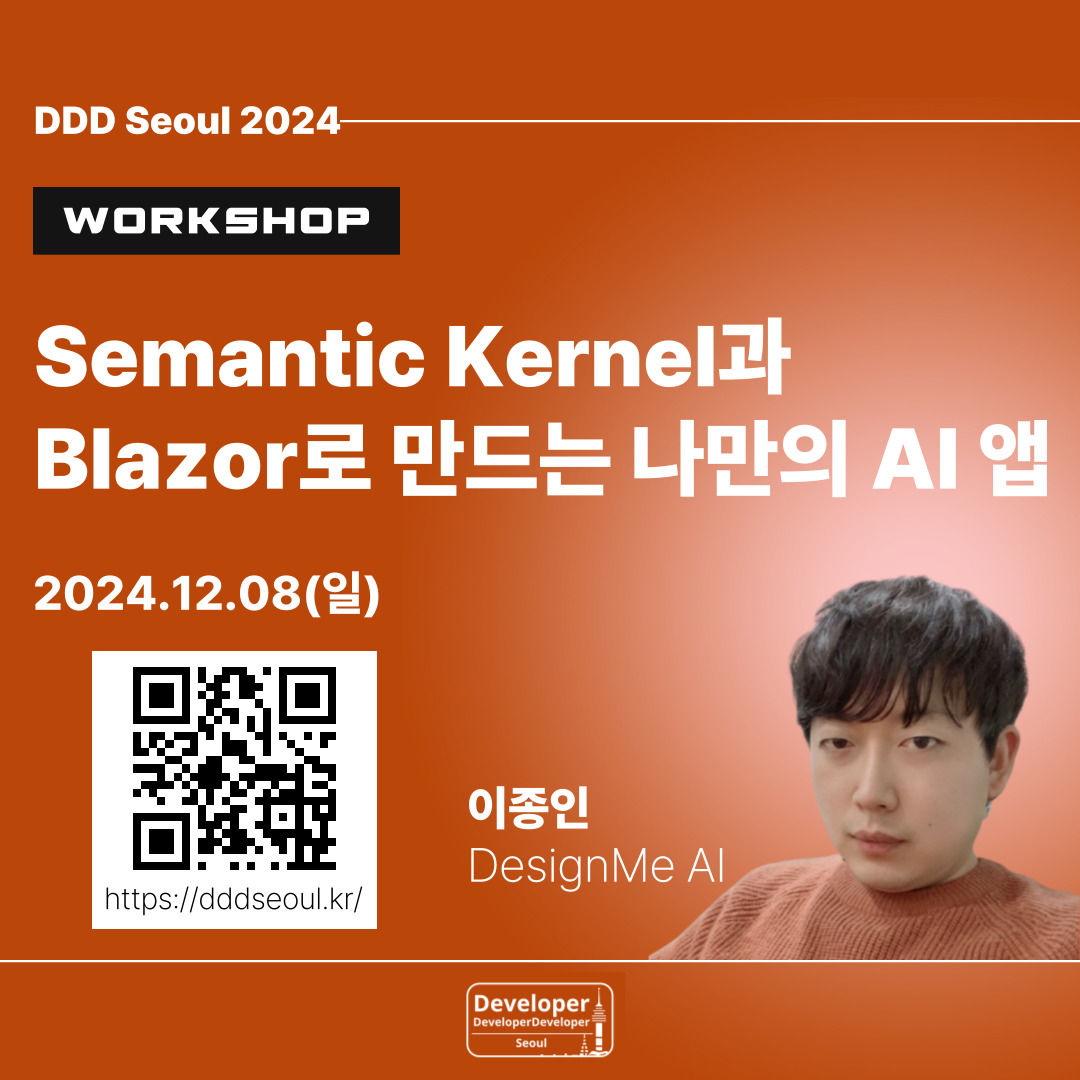 DDD Seoul 2024
WORKSHOP
Semantic Kernel과
Blazor로 만드는 나만의 AI 앱
2024.12.08(일)
https://dddseoul.kr/
이종인
DesignMe AI
Developer
DeveloperDeveloper
Seoul